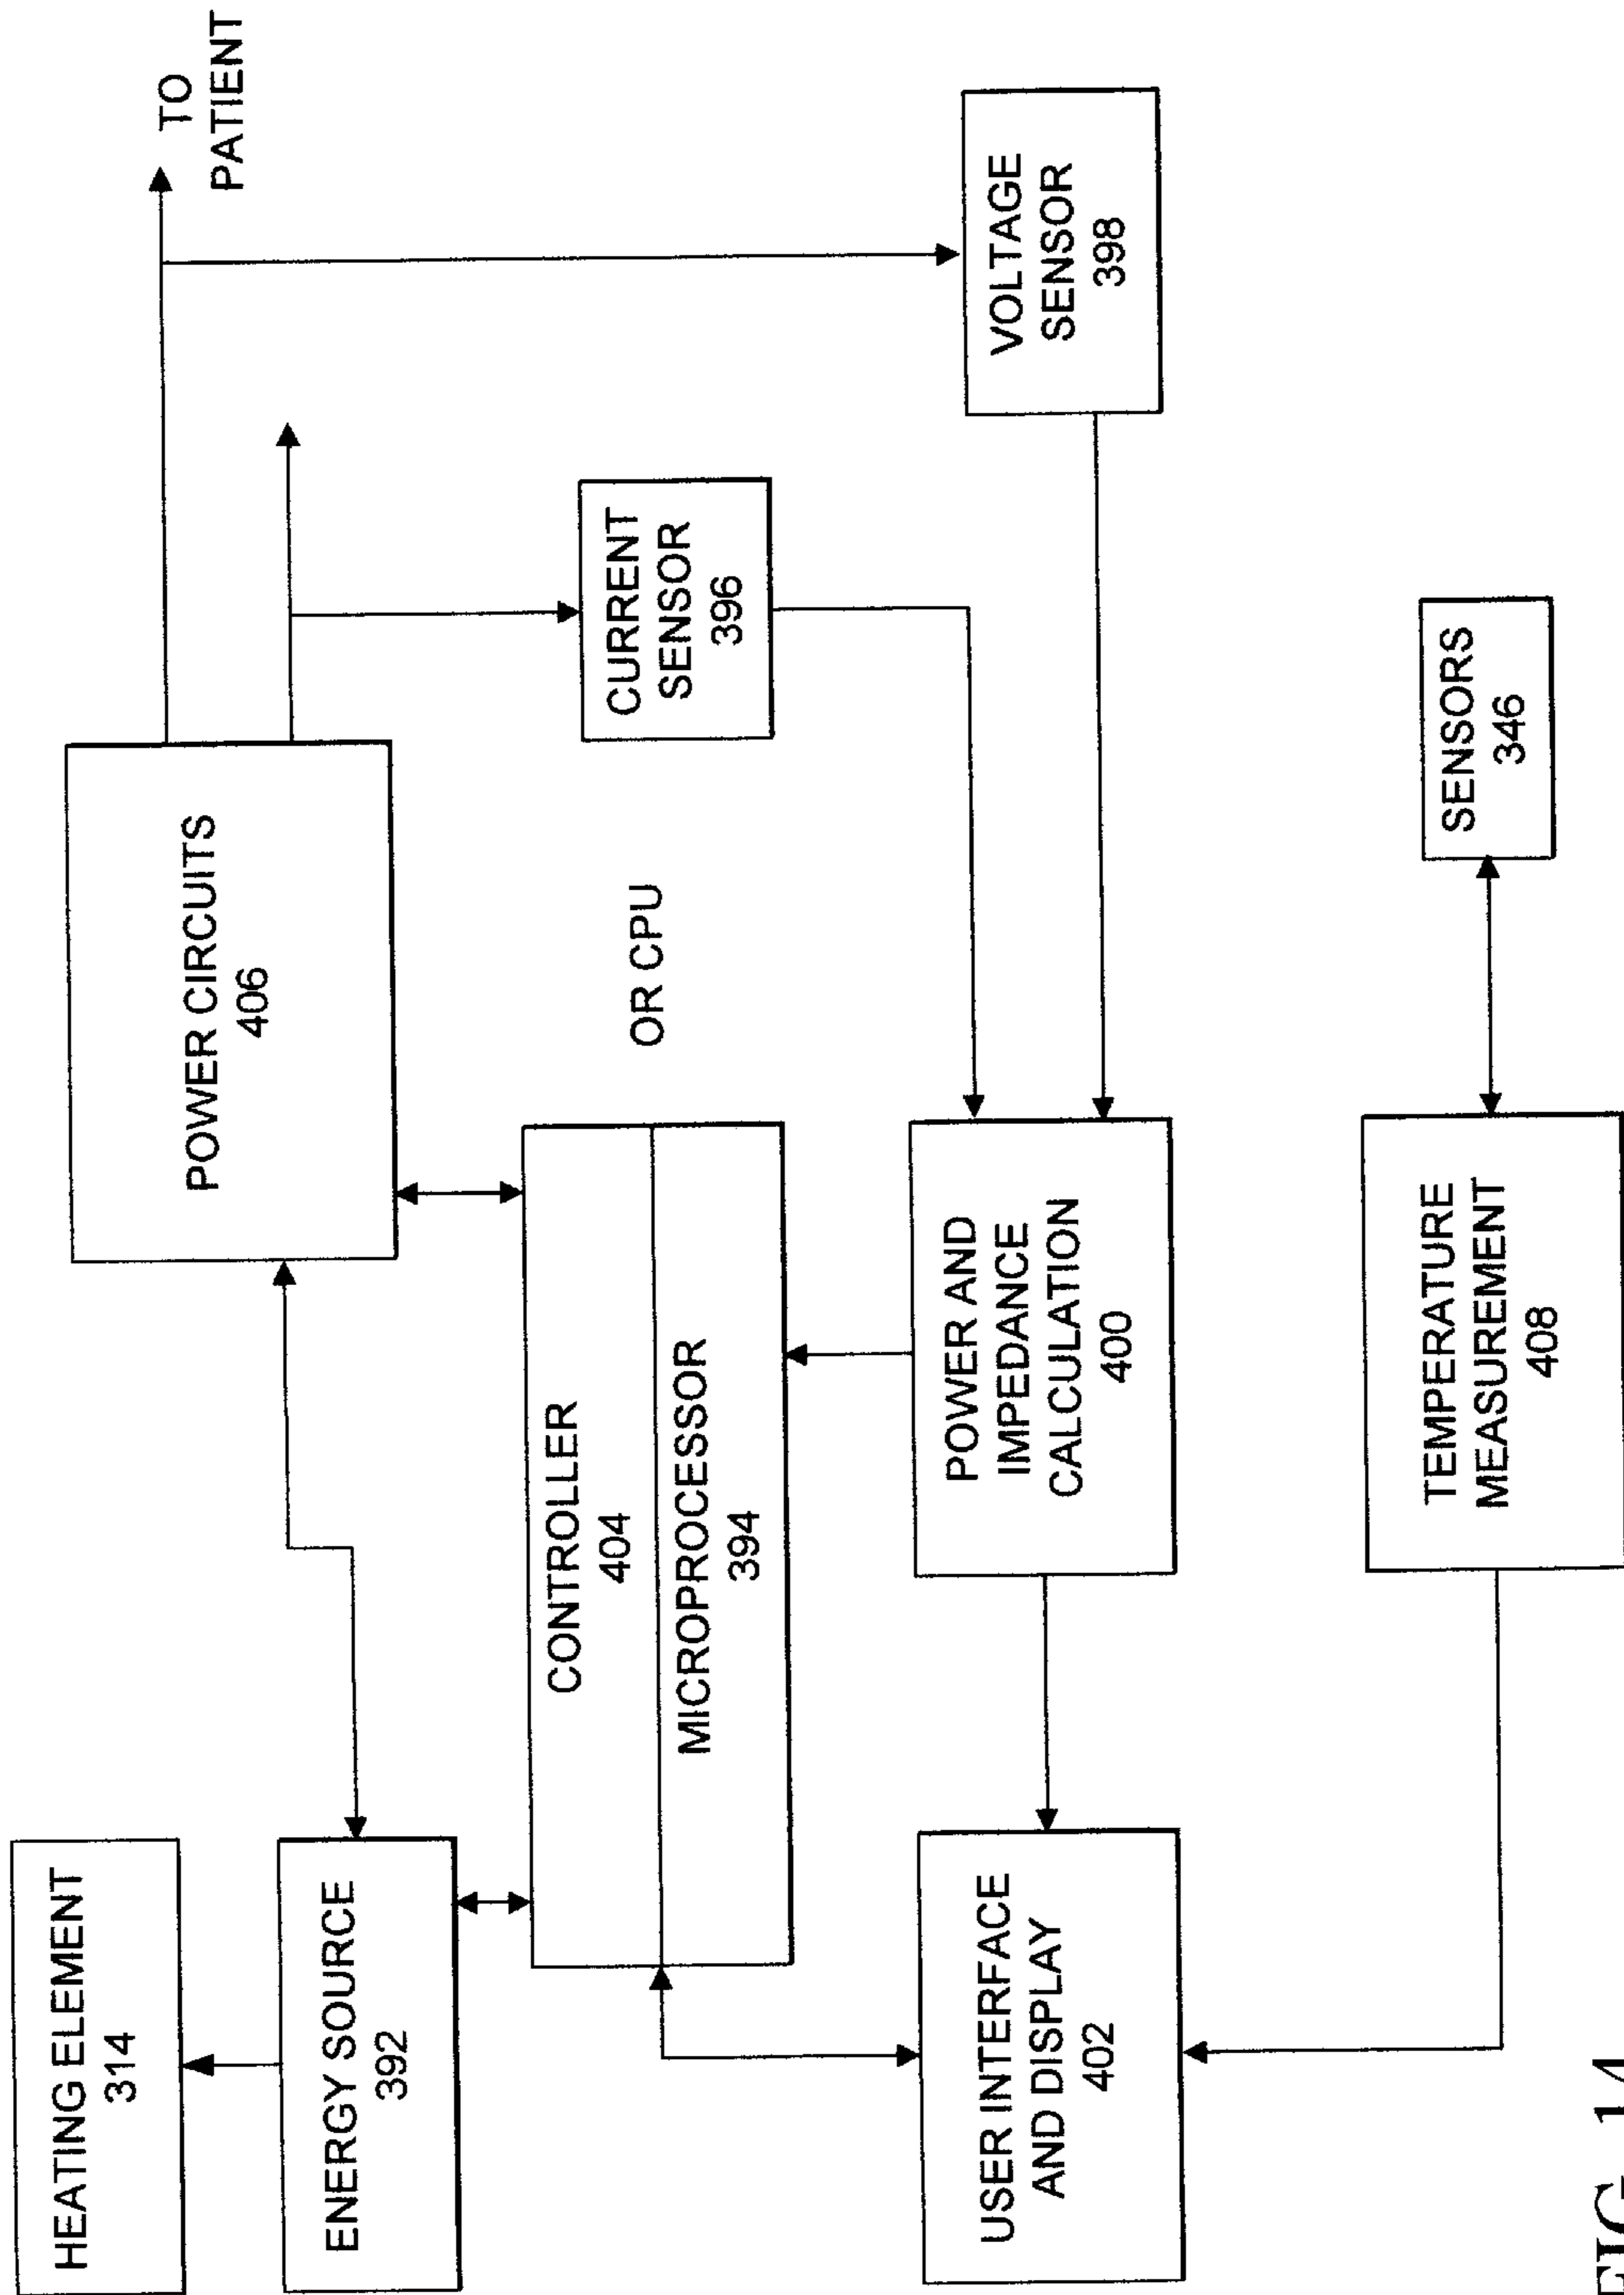 HEATING ELEMENT
314
ENERGY SOURCE
392
POWER CIRCUITS
406
TO
PATIENT
CONTROLLER
404
MICROPROCESSOR
394
OR CPU
CURRENT
SENSOR
396
VOLTAGE
SENSOR
398
USER INTERFACE
AND DISPLAY
402
POWER AND
IMPEDANCE
CALCULATION
400
TEMPERATURE
MEASUREMENT
408
SENSORS
346
FIG. 14